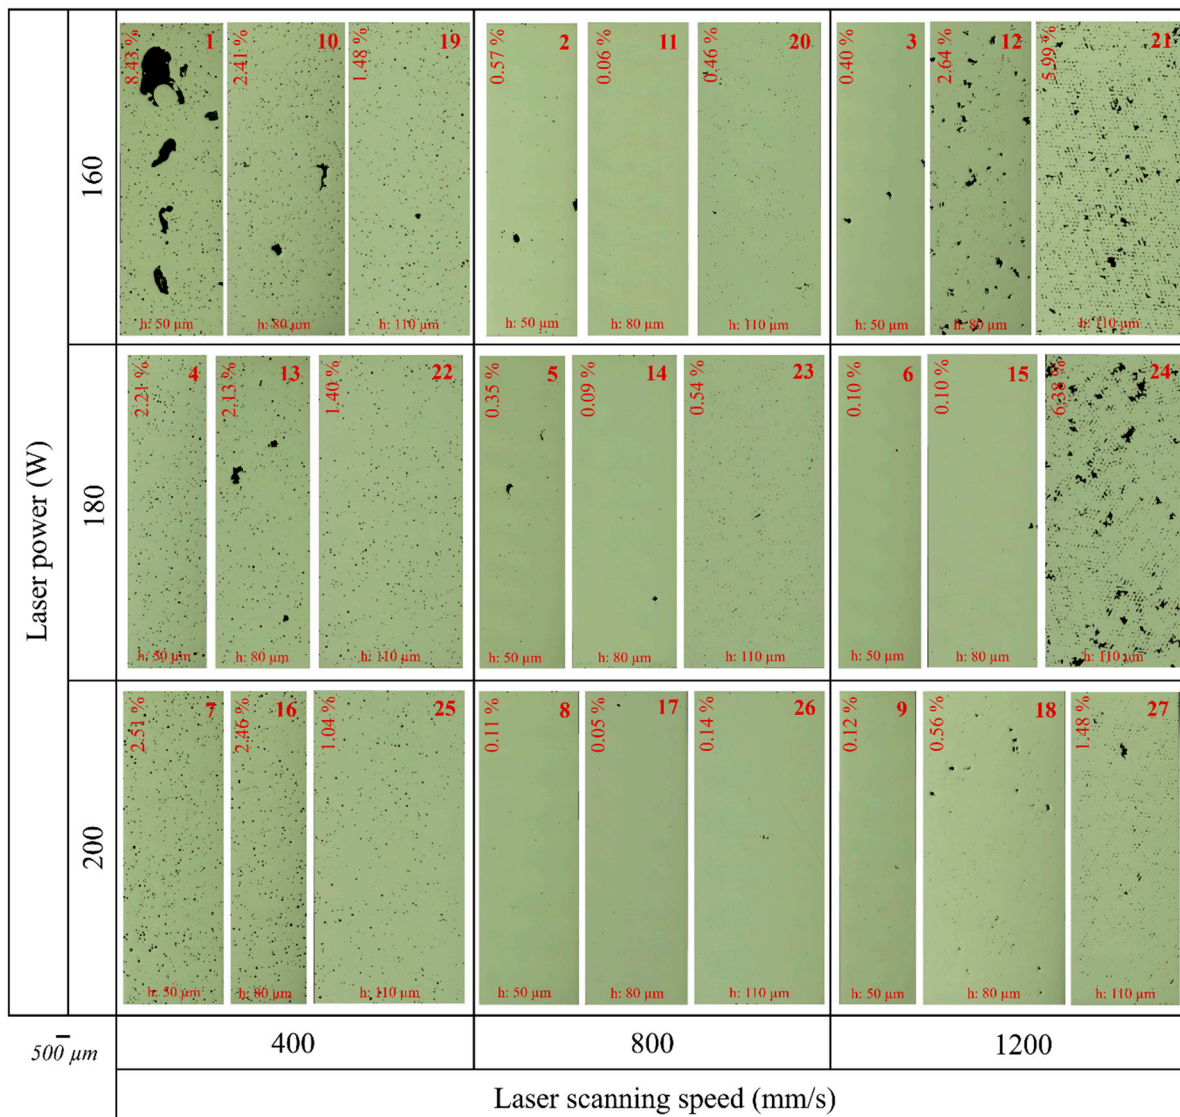 Laser power (W)
160
8.43 %
1
h: 50 µm
2.41 %
10
h: 80 µm
1.48 %
19
h: 110 µm
0.57 %
2
h: 50 µm
0.06 %
11
h: 80 µm
0.46 %
20
h: 110 µm
0.40 %
3
h: 50 µm
2.64 %
12
h: 80 µm
5.99 %
21
h: 110 µm
180
2.21 %
4
h: 50 µm
2.13 %
13
h: 80 µm
1.40 %
22
h: 110 µm
0.35 %
5
h: 50 µm
0.09 %
14
h: 80 µm
0.54 %
23
h: 110 µm
0.10 %
6
h: 50 µm
0.10 %
15
h: 80 µm
6.38 %
24
h: 110 µm
200
2.51 %
7
h: 50 µm
2.46 %
16
h: 80 µm
1.04 %
25
h: 110 µm
0.11 %
8
h: 50 µm
0.05 %
17
h: 80 µm
0.14 %
26
h: 110 µm
0.12 %
9
h: 50 µm
0.56 %
18
h: 80 µm
1.48 %
27
h: 110 µm
500 µm
400
800
1200
Laser scanning speed (mm/s)